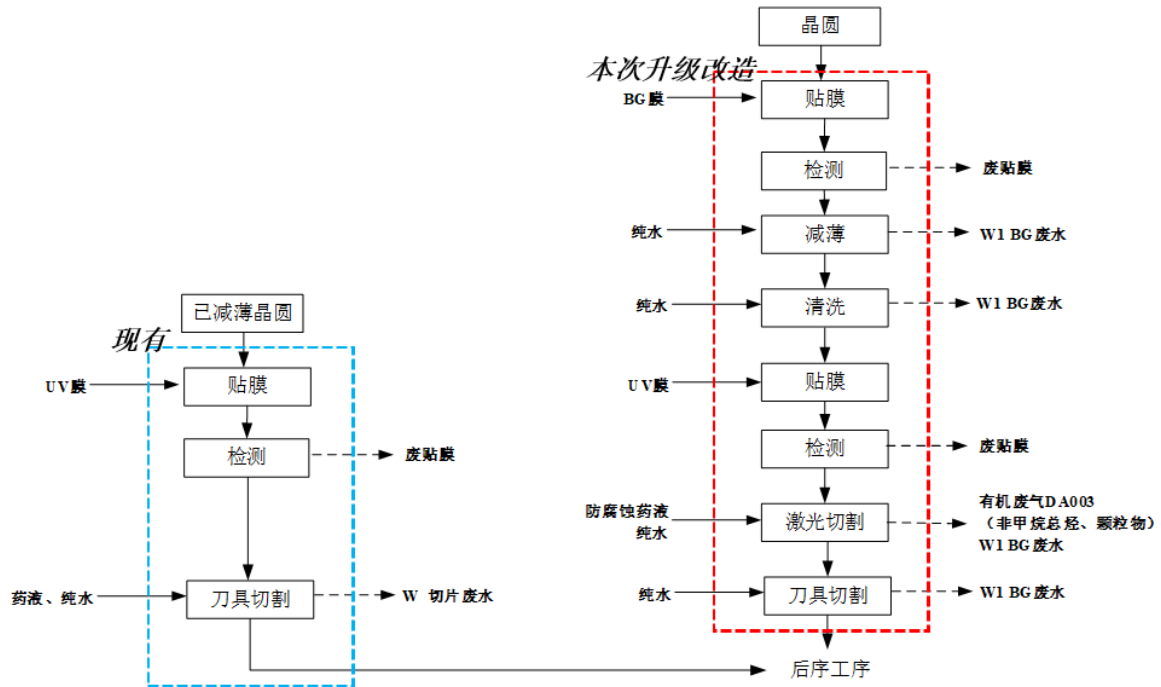 晶圆
本次升级改造
BG膜
贴膜
检测
废贴膜
纯水
减薄
W1 BG废水
纯水
清洗
W1 BG废水
UV膜
贴膜
检测
废贴膜
防腐蚀药液
纯水
激光切割
有机废气DA003
（非甲烷总烃、颗粒物）
W1 BG废水
纯水
刀具切割
W1 BG废水
后序工序
已减薄晶圆
现有
UV膜
贴膜
检测
废贴膜
药液、纯水
刀具切割
W 切片废水